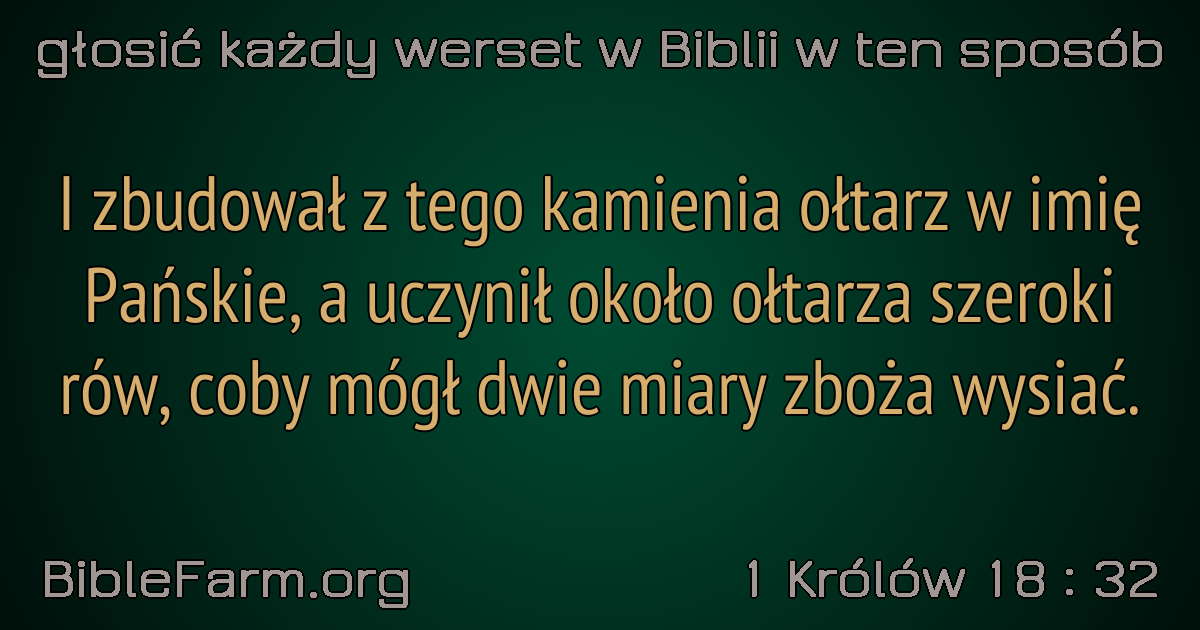 głosić każdy werset w Biblii w ten sposób
I zbudował z tego kamienia ołtarz w imię
Pańskie, a uczynił około ołtarza szeroki
rów, coby mógł dwie miary zboża wysiać.
BibleFarm.org
1 Królów 18 : 32